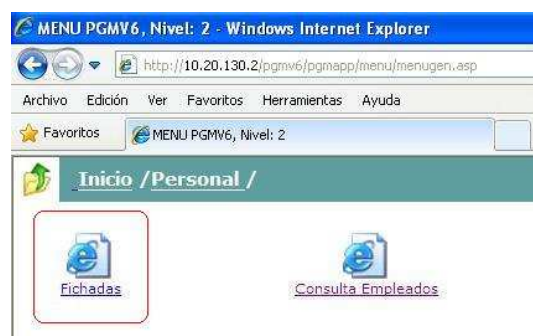 MENU PGMV6, Nivel: 2 - Windows Internet Explorer
http://10.20.130.2/pgmv6/pgmapp/menu/menugen.asp
Archivo Edición Ver Favoritos Herramientas Ayuda
Favoritos MENU PGMV6, Nivel: 2
Inicio /Personal /
Fichadas Consulta Empleados